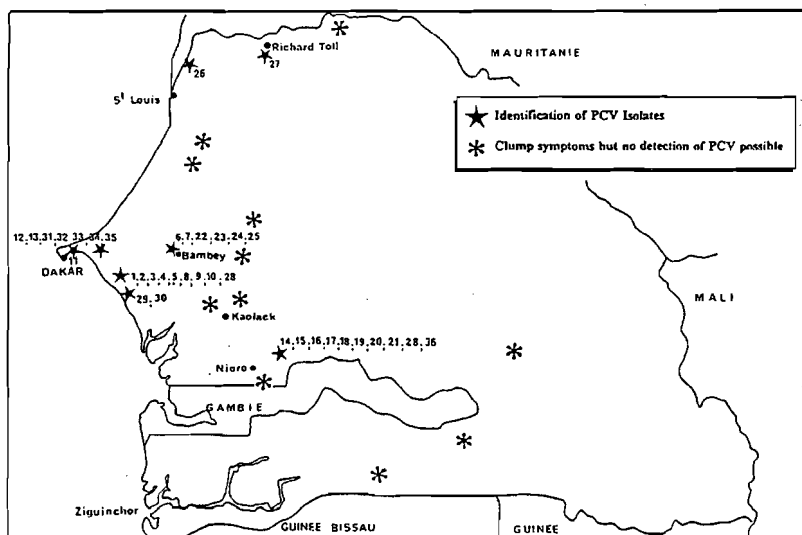 Richard Toll
27
MAURITANIE
26
St Louis
Identification of PCV Isolates
Clump symptoms but no detection of PCV possible
12,13,31,32 33 34,35
11
DAKAR
6,7,22,23,24,25
Bambey
1,2,3,4,5,8,9,10,28
29,30
Kaolack
MALI
14,15,16,17,18,19,20,21,28,36
Nioro
GAMBIE
Ziguinchor
GUINEE BISSAU
GUINEE